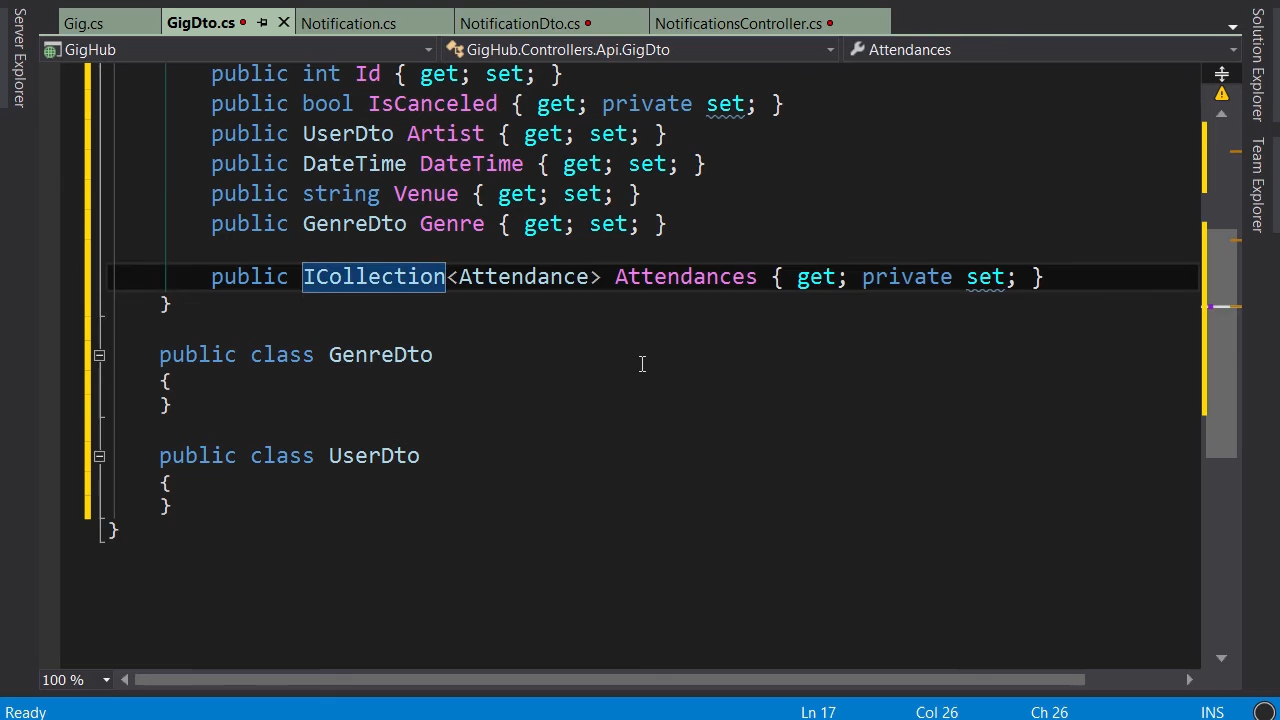 Gig.cs GigDto.cs Notification.cs NotificationDto.cs NotificationsController.cs
GigHub GigHub.Controllers.Api.GigDto Attendances
Server Explorer
Solution Explorer
Team Explorer
public int Id { get; set; }
public bool IsCanceled { get; private set; }
public UserDto Artist { get; set; }
public DateTime DateTime { get; set; }
public string Venue { get; set; }
public GenreDto Genre { get; set; }
public ICollection<Attendance> Attendances { get; private set; }
}
public class GenreDto
{
}
public class UserDto
{
}
}
100 %
Ready Ln 17 Col 26 Ch 26 INS